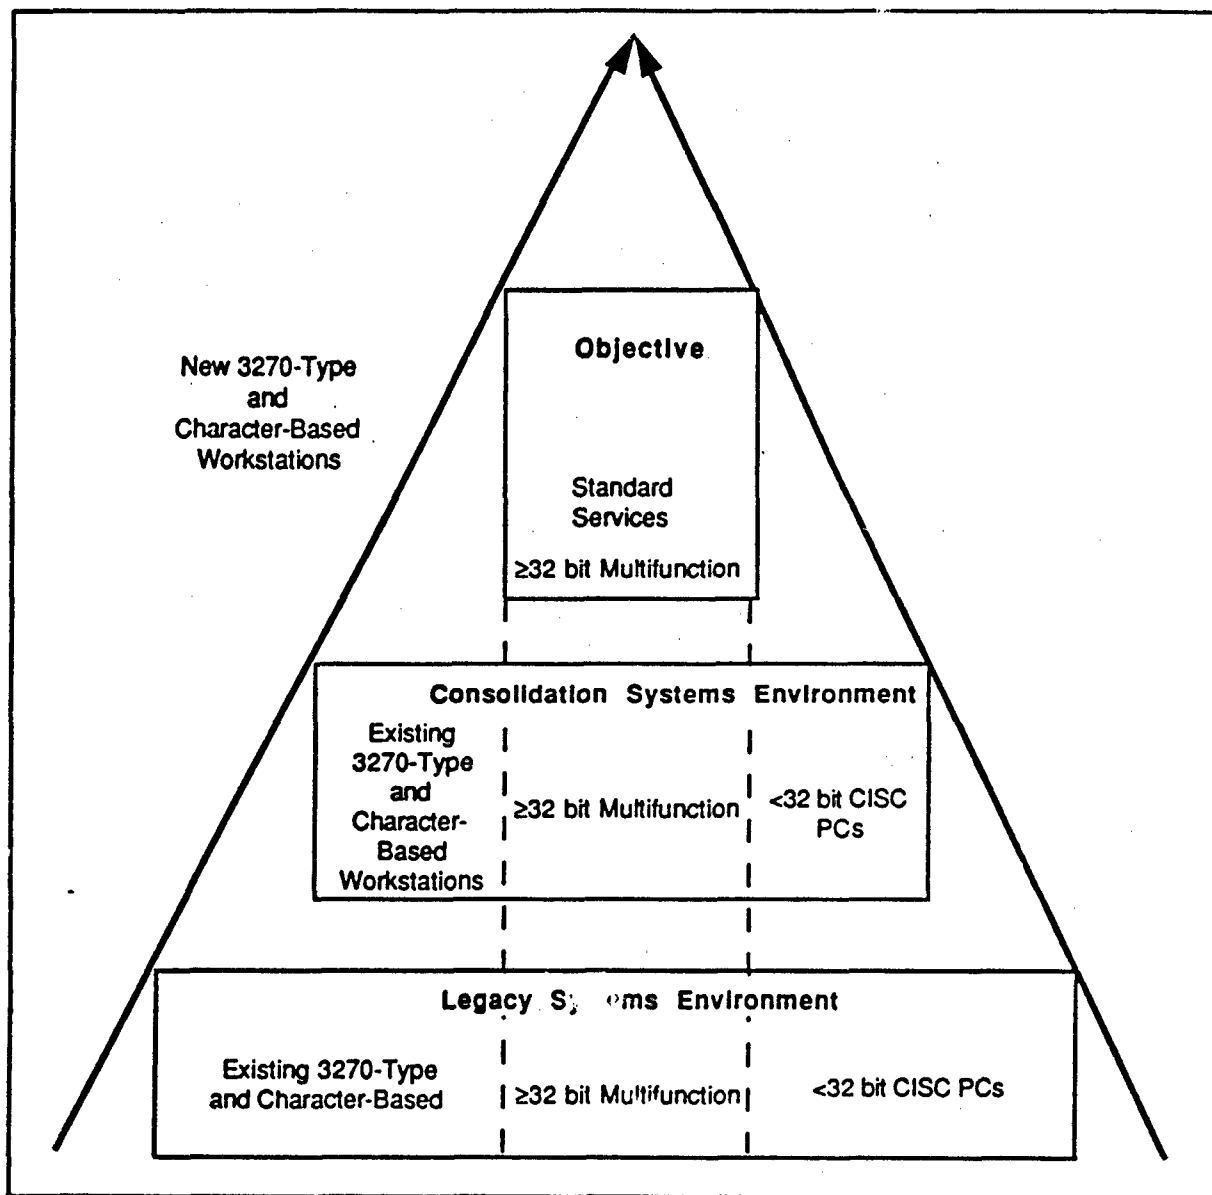 Objective
New 3270-Type
and
Character-Based
Workstations
Standard
Services
≥32 bit Multifunction
Consolidation Systems Environment
Existing
3270-Type
and
Character-
Based
Workstations
≥32 bit Multifunction
<32 bit CISC
PCs
Legacy Environment
Existing 3270-Type
and Character-Based
≥32 bit Multifunction
<32 bit CISC PCs